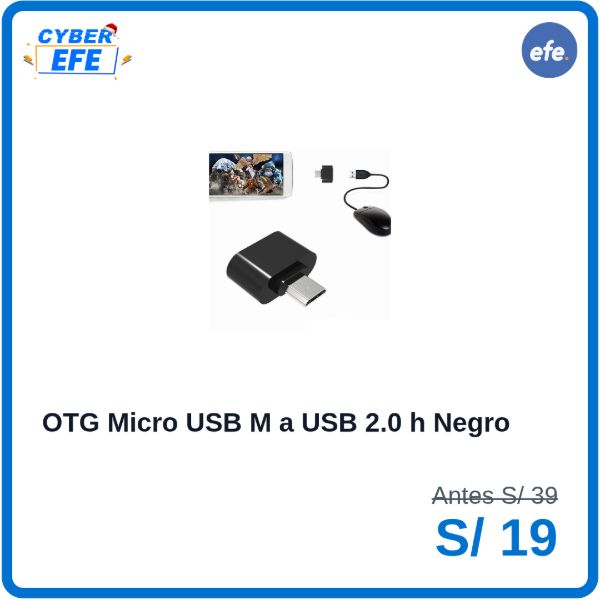 CYBER
EFE
efe.
OTG Micro USB M a USB 2.0 h Negro
Antes S/ 39
S/ 19